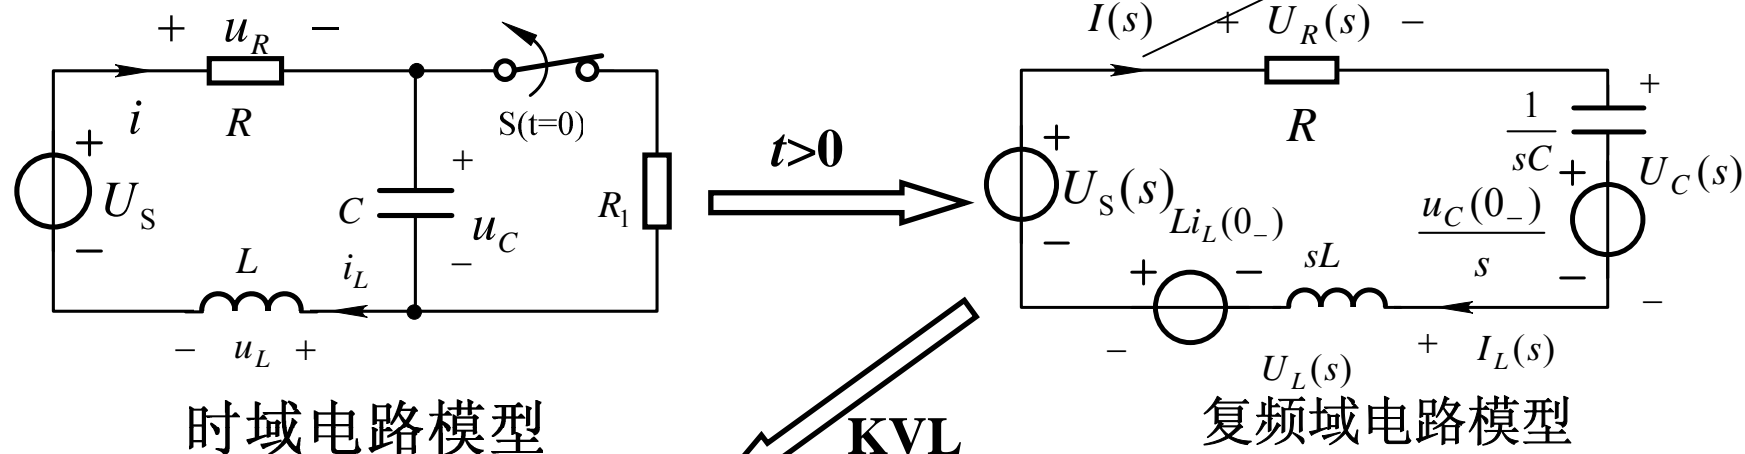 + u_R −
i
R
S(t=0)
+
U_S
−
C
+
u_C
−
R_1
L
i_L
− u_L +
时域电路模型
t>0
KVL
I(s) + U_R(s) −
R
+
U_S(s)
−
1/sC
+
+
U_C(s)
u_C(0_−)/s
−
−
Li_L(0_−)
+ −
sL
−
+
U_L(s)
I_L(s)
复频域电路模型